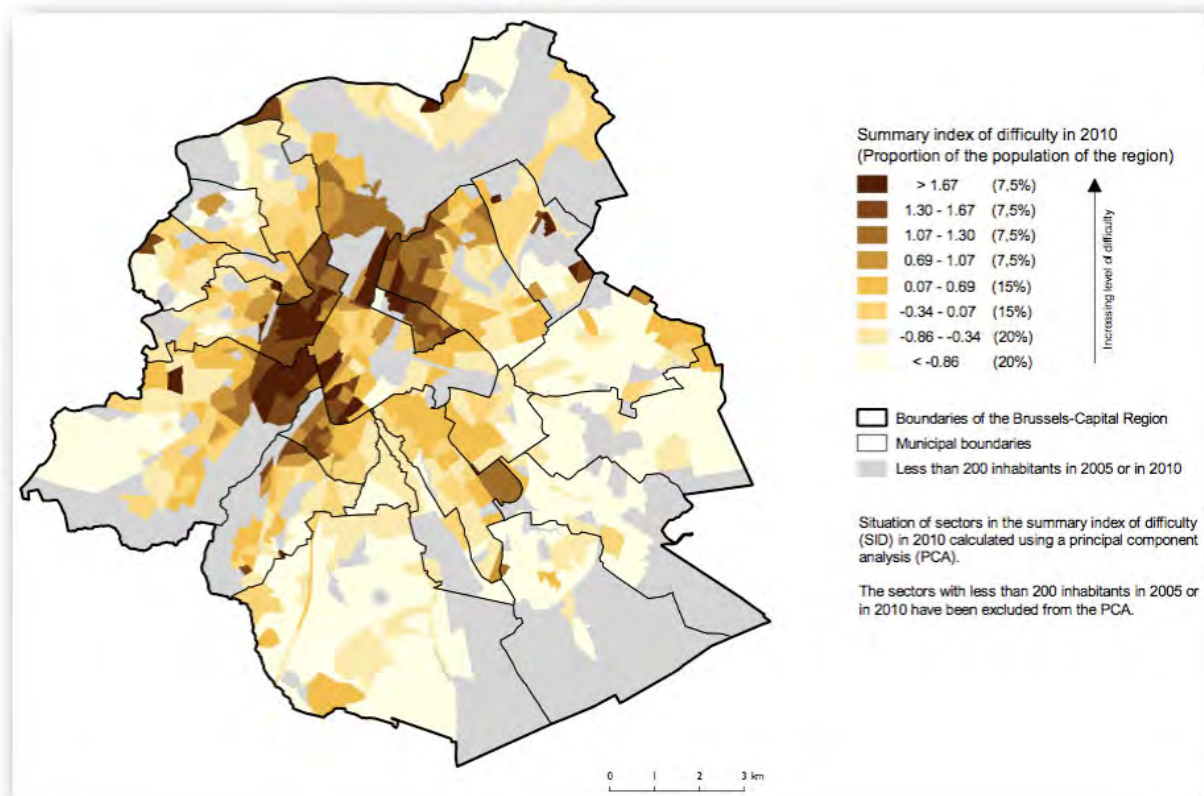 Summary index of difficulty in 2010
(Proportion of the population of the region)
> 1.67 (7,5%)
1.30 - 1.67 (7,5%)
1.07 - 1.30 (7,5%)
0.69 - 1.07 (7,5%)
0.07 - 0.69 (15%)
-0.34 - 0.07 (15%)
-0.86 - -0.34 (20%)
< -0.86 (20%)
Increasing level of difficulty
Boundaries of the Brussels-Capital Region
Municipal boundaries
Less than 200 inhabitants in 2005 or in 2010
Situation of sectors in the summary index of difficulty
(SID) in 2010 calculated using a principal component
analysis (PCA).
The sectors with less than 200 inhabitants in 2005 or
in 2010 have been excluded from the PCA.
0 1 2 3 km